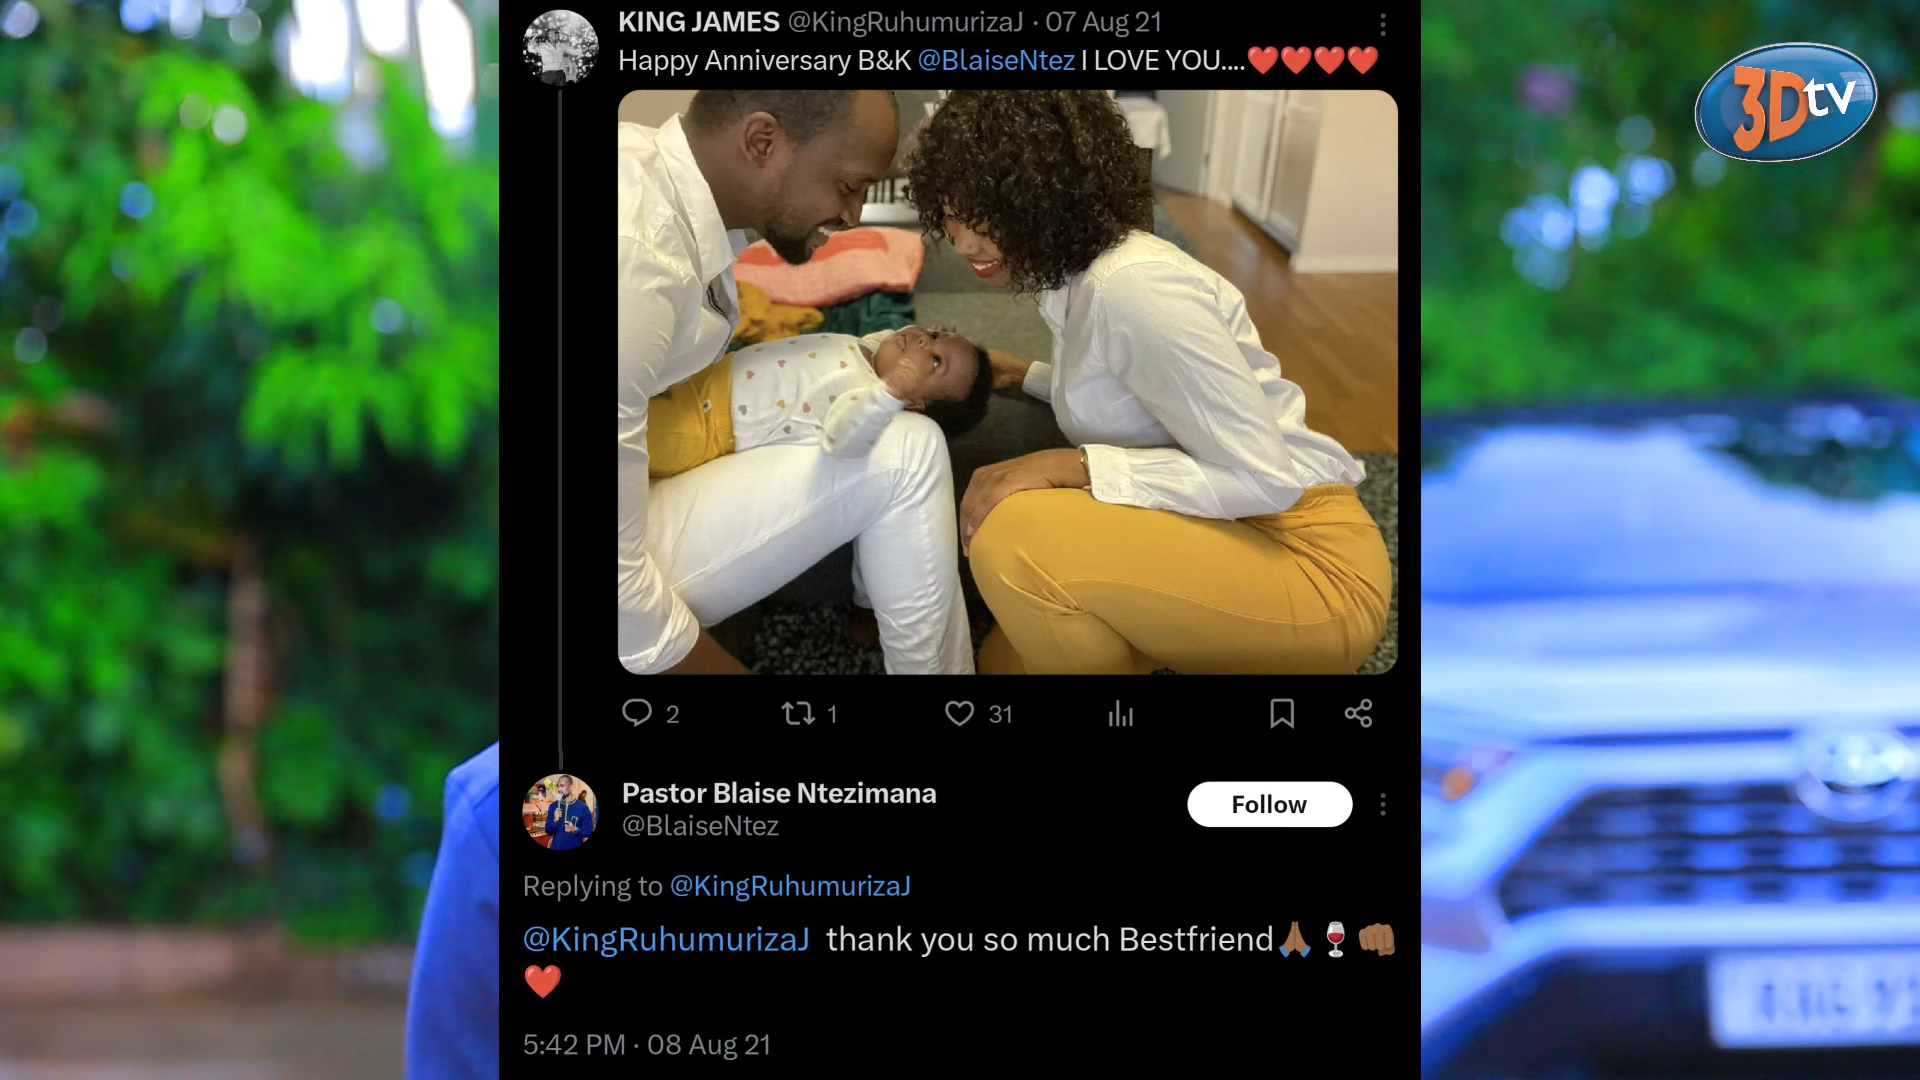 KING JAMES @KingRuhumurizaJ · 07 Aug 21
Happy Anniversary B&K @BlaiseNtez I LOVE YOU....❤️❤️❤️❤️
3Dtv
2 1 31
Pastor Blaise Ntezimana
@BlaiseNtez
Follow
Replying to @KingRuhumurizaJ
@KingRuhumurizaJ thank you so much Bestfriend🙏🏾🍷👊🏾
❤️
5:42 PM · 08 Aug 21